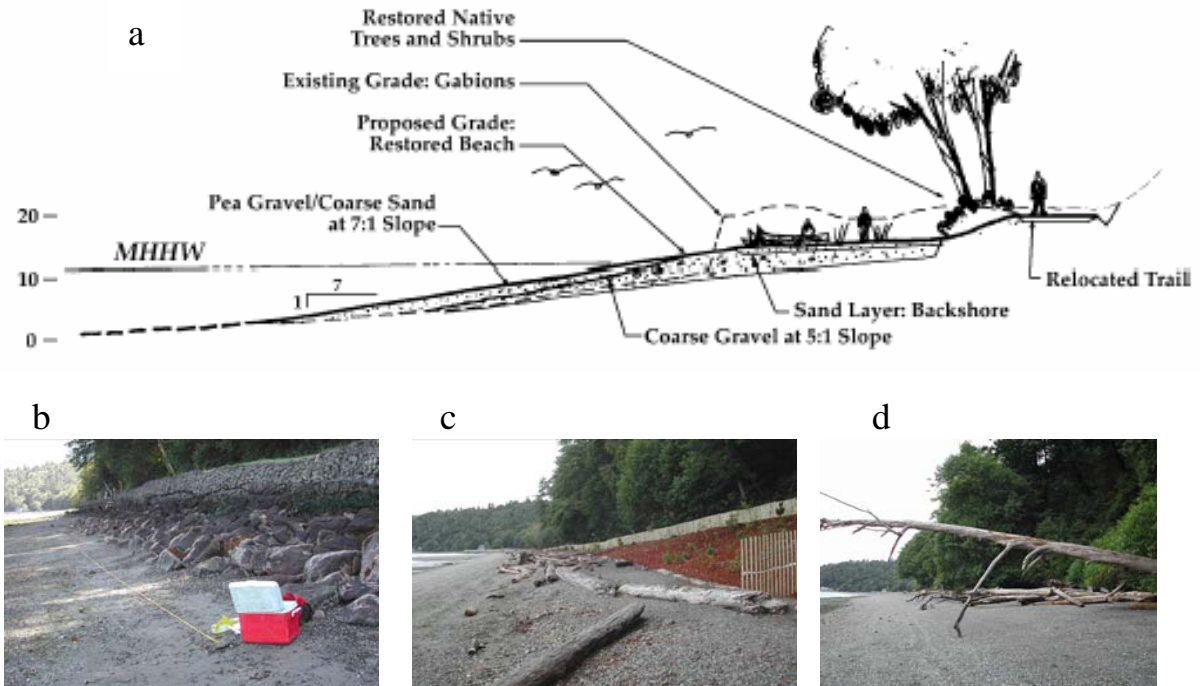 a
Restored Native
Trees and Shrubs
Existing Grade: Gabions
Proposed Grade:
Restored Beach
Pea Gravel/Coarse Sand
at 7:1 Slope
20
MHHW
7
10
1
Relocated Trail
Sand Layer: Backshore
Coarse Gravel at 5:1 Slope
0
b
c
d